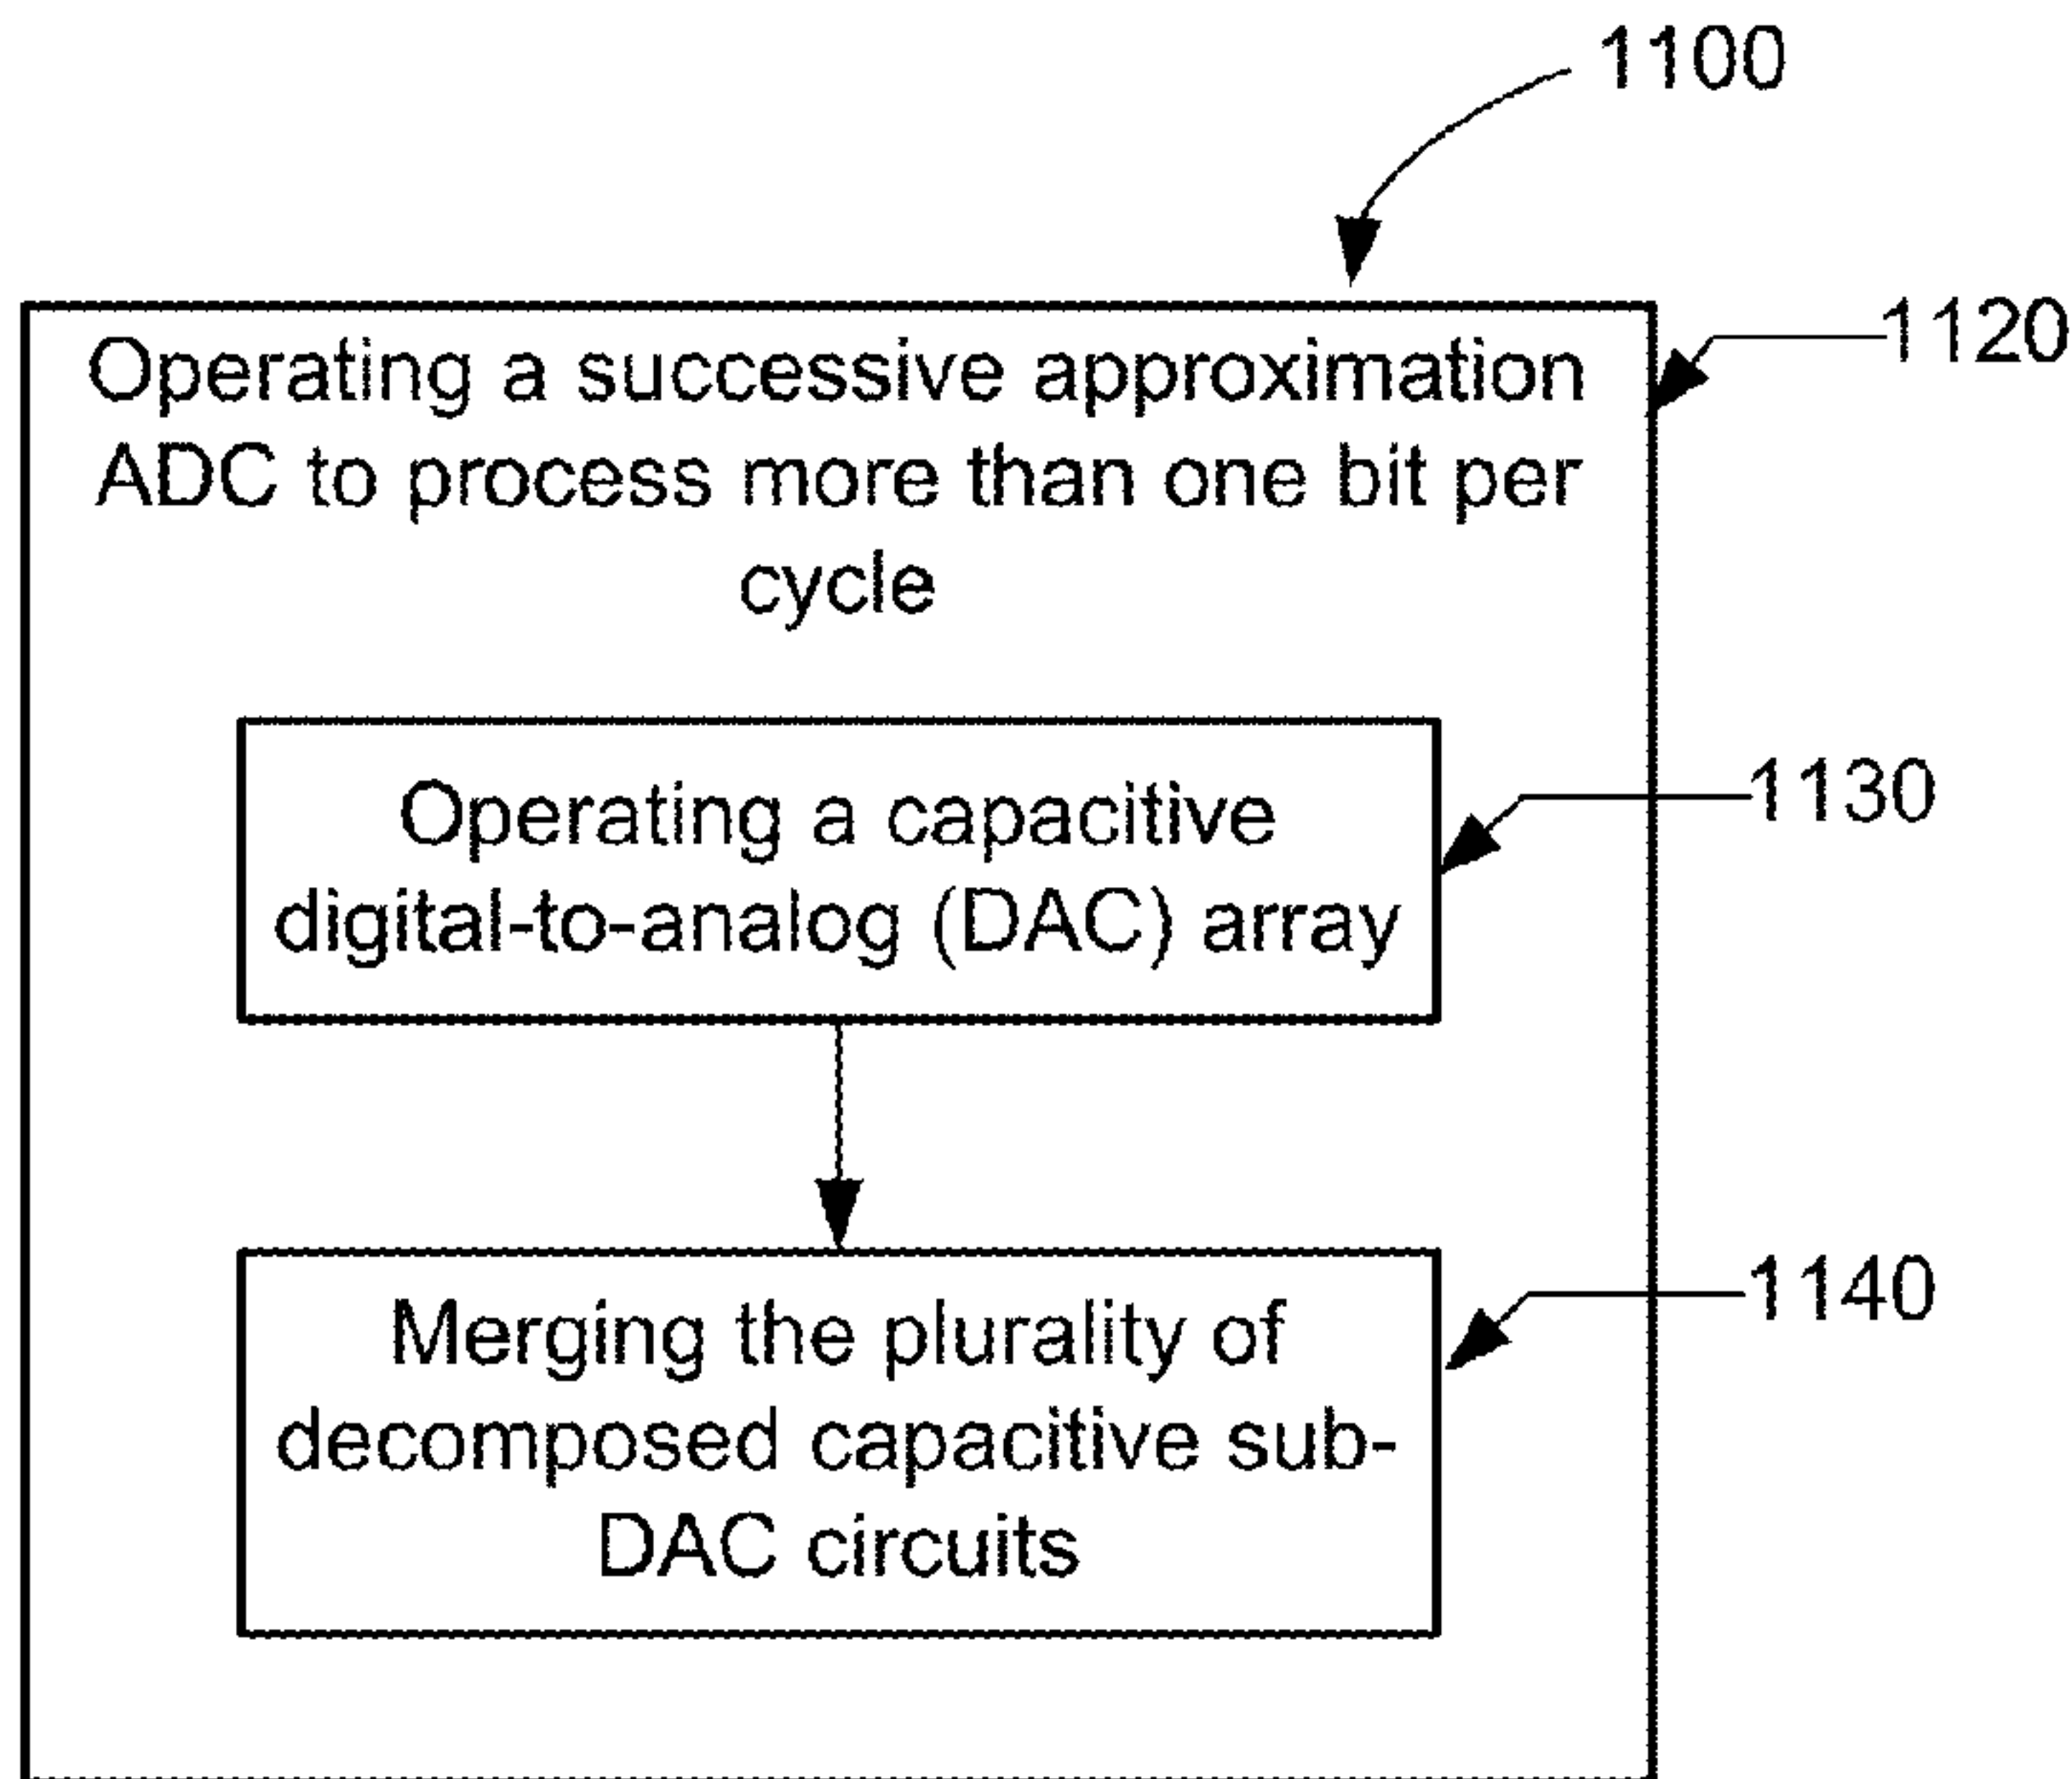 1100
1120
Operating a successive approximation
ADC to process more than one bit per
cycle
1130
Operating a capacitive
digital-to-analog (DAC) array
1140
Merging the plurality of
decomposed capacitive sub-
DAC circuits